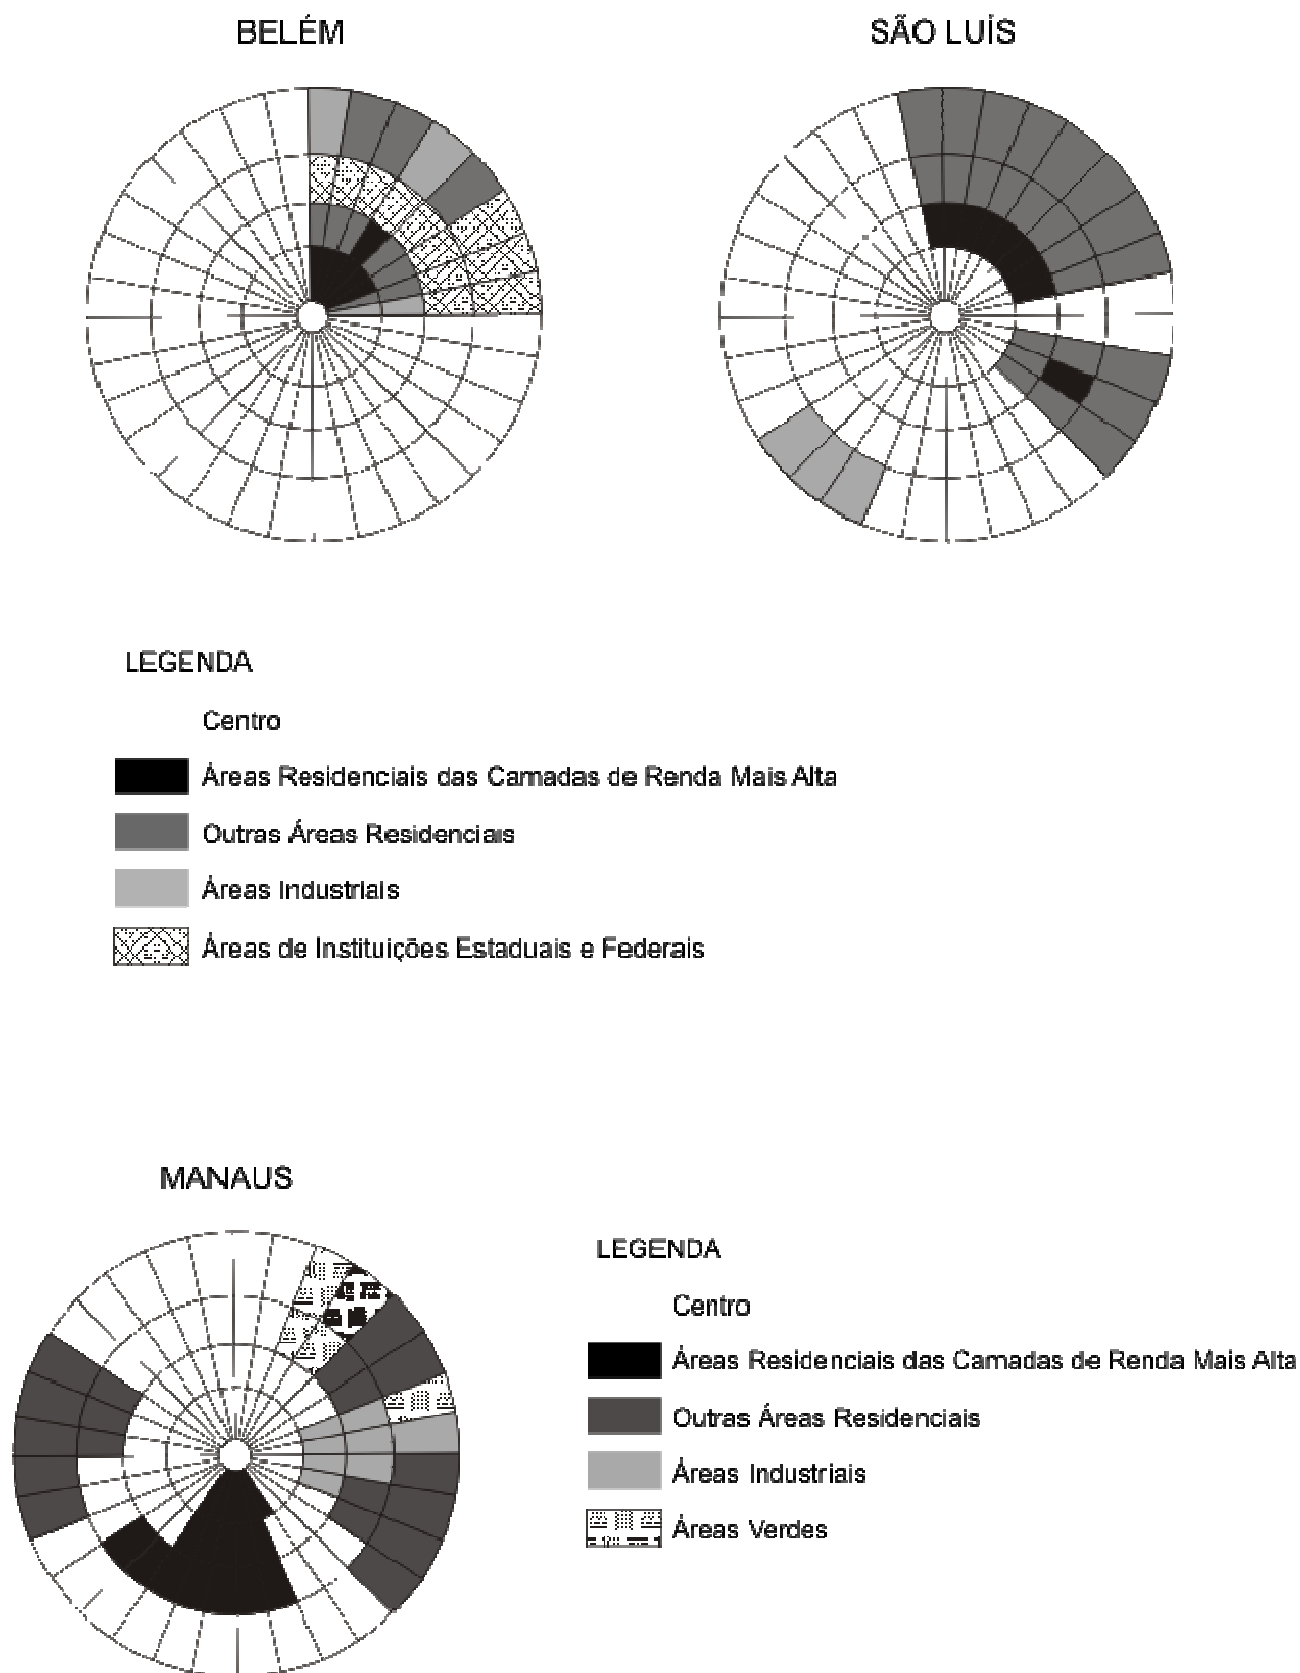 BELÉM
SÃO LUÍS
LEGENDA
Centro
Áreas Residenciais das Camadas de Renda Mais Alta
Outras Áreas Residenciais
Áreas Industriais
Áreas de Instituições Estaduais e Federais
MANAUS
LEGENDA
Centro
Áreas Residenciais das Camadas de Renda Mais Alta
Outras Áreas Residenciais
Áreas Industriais
Áreas Verdes